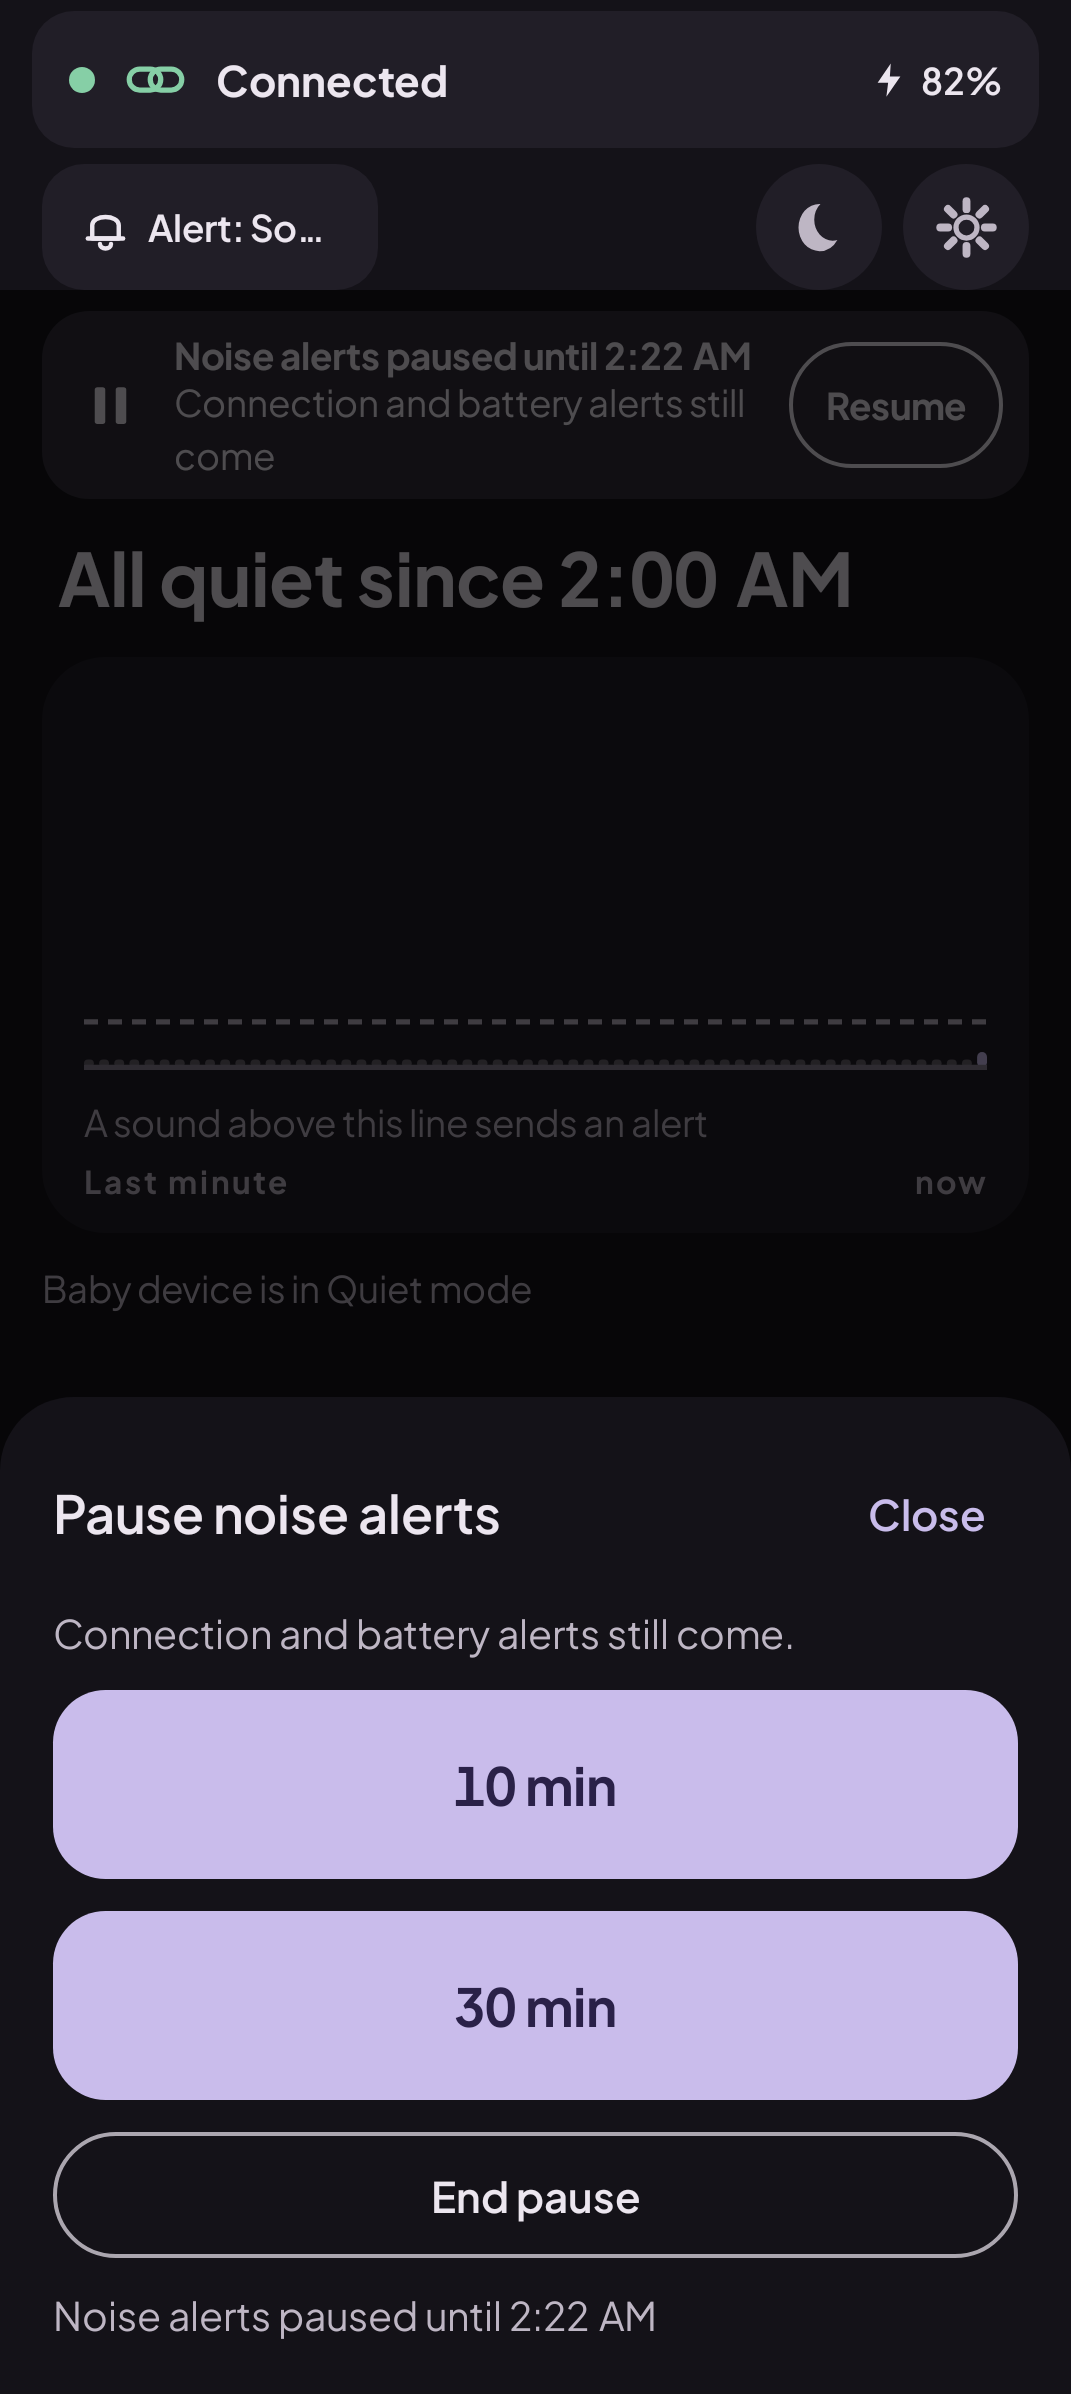 Connected
82%
Alert: So...
Noise alerts paused until 2:22 AM
Connection and battery alerts still
come
Resume
All quiet since 2:00 AM
A sound above this line sends an alert
Last minute
now
Baby device is in Quiet mode
Pause noise alerts
Close
Connection and battery alerts still come.
10 min
30 min
End pause
Noise alerts paused until 2:22 AM